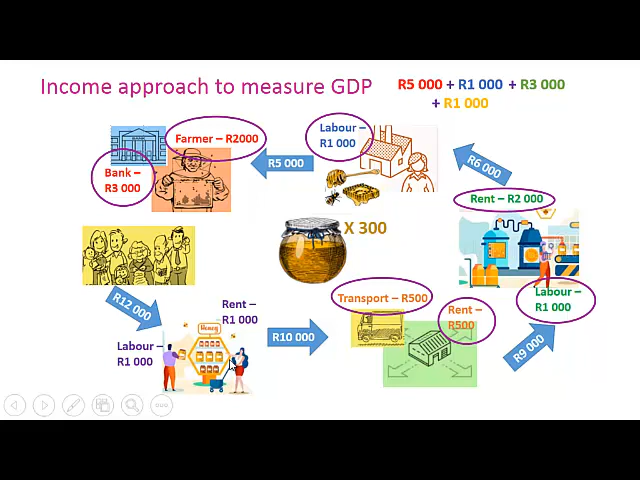 Income approach to measure GDP
R5 000 + R1 000 + R3 000
+ R1 000
Labour –
R1 000
Farmer – R2000
BANK
Bank –
R3 000
R5 000
R6 000
Rent – R2 000
X 300
Transport – R500
Rent –
R500
Labour –
R1 000
R12 000
Rent –
R1 000
Honey
Labour –
R1 000
R10 000
R9 000